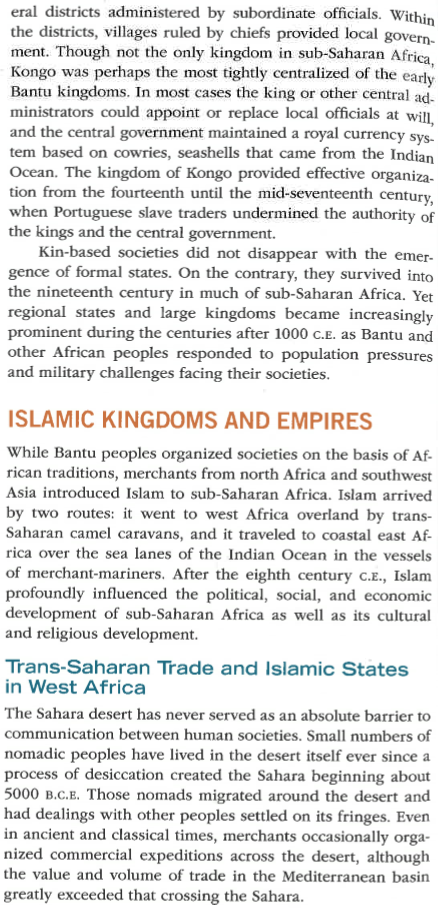 eral districts administered by subordinate officials. Within
the districts, villages ruled by chiefs provided local govern-
ment. Though not the only kingdom in sub-Saharan Africa,
Kongo was perhaps the most tightly centralized of the early
Bantu kingdoms. In most cases the king or other central ad-
ministrators could appoint or replace local officials at will,
and the central government maintained a royal currency sys-
tem based on cowries, seashells that came from the Indian
Ocean. The kingdom of Kongo provided effective organiza-
tion from the fourteenth until the mid-seventeenth century,
when Portuguese slave traders undermined the authority of
the kings and the central government.
Kin-based societies did not disappear with the emer-
gence of formal states. On the contrary, they survived into
the nineteenth century in much of sub-Saharan Africa. Yet
regional states and large kingdoms became increasingly
prominent during the centuries after 1000 C.E. as Bantu and
other African peoples responded to population pressures
and military challenges facing their societies.
ISLAMIC KINGDOMS AND EMPIRES
While Bantu peoples organized societies on the basis of Af-
rican traditions, merchants from north Africa and southwest
Asia introduced Islam to sub-Saharan Africa. Islam arrived
by two routes: it went to west Africa overland by trans-
Saharan camel caravans, and it traveled to coastal east Af-
rica over the sea lanes of the Indian Ocean in the vessels
of merchant-mariners. After the eighth century C.E., Islam
profoundly influenced the political, social, and economic
development of sub-Saharan Africa as well as its cultural
and religious development.
Trans-Saharan Trade and Islamic States
in West Africa
The Sahara desert has never served as an absolute barrier to
communication between human societies. Small numbers of
nomadic peoples have lived in the desert itself ever since a
process of desiccation created the Sahara beginning about
5000 B.C.E. Those nomads migrated around the desert and
had dealings with other peoples settled on its fringes. Even
in ancient and classical times, merchants occasionally orga-
nized commercial expeditions across the desert, although
the value and volume of trade in the Mediterranean basin
greatly exceeded that crossing the Sahara.